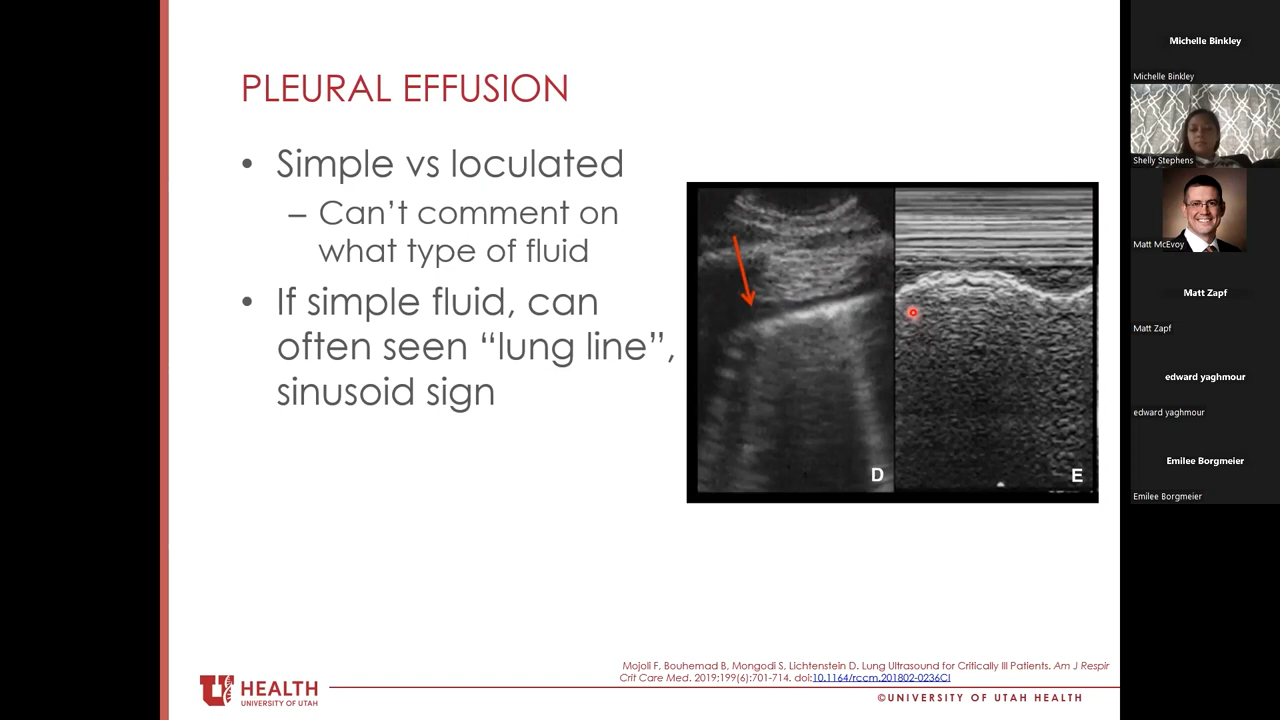 PLEURAL EFFUSION
• Simple vs loculated
– Can’t comment on
what type of fluid
• If simple fluid, can
often seen “lung line”,
sinusoid sign
D
E
Mojoli F, Bouhemad B, Mongodi S, Lichtenstein D. Lung Ultrasound for Critically Ill Patients. Am J Respir
Crit Care Med. 2019;199(6):701-714. doi:10.1164/rccm.201802-0236CI
U HEALTH
UNIVERSITY OF UTAH
©UNIVERSITY OF UTAH HEALTH
Michelle Binkley
Michelle Binkley
Shelly Stephens
Matt McEvoy
Matt Zapf
Matt Zapf
edward yaghmour
edward yaghmour
Emilee Borgmeier
Emilee Borgmeier